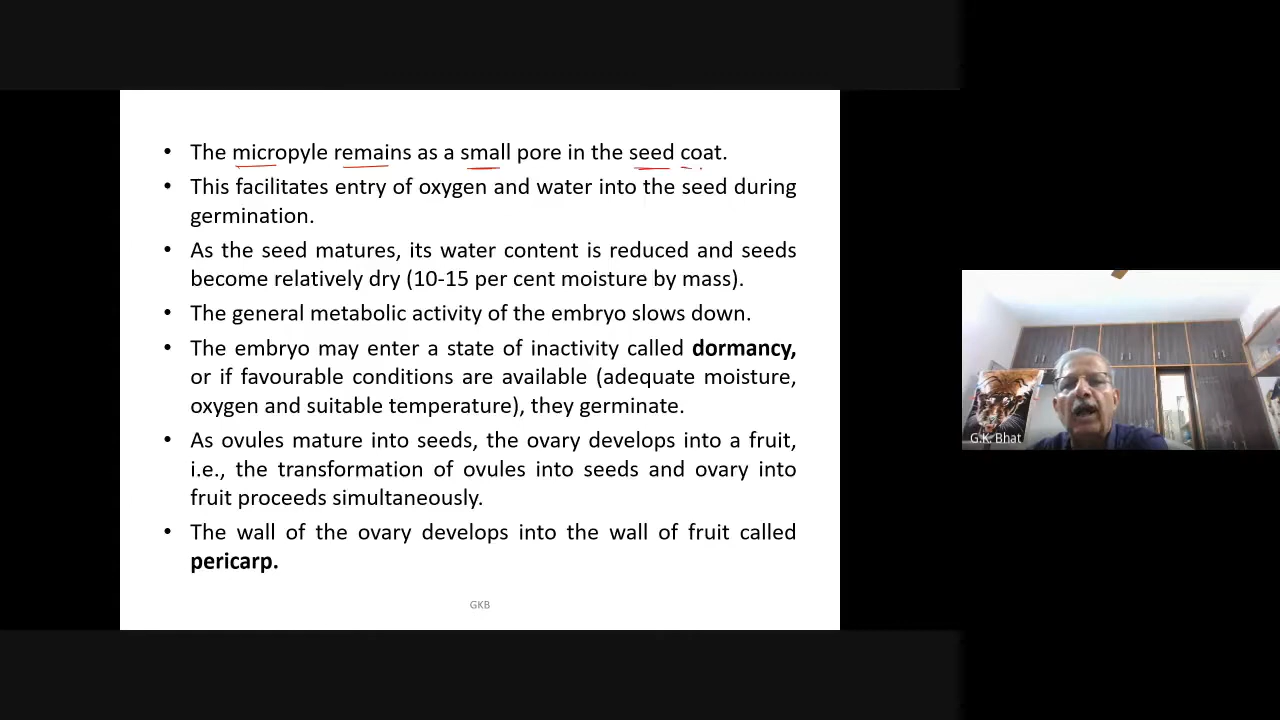 • The micropyle remains as a small pore in the seed coat.
• This facilitates entry of oxygen and water into the seed during
germination.
• As the seed matures, its water content is reduced and seeds
become relatively dry (10-15 per cent moisture by mass).
• The general metabolic activity of the embryo slows down.
• The embryo may enter a state of inactivity called dormancy,
or if favourable conditions are available (adequate moisture,
oxygen and suitable temperature), they germinate.
• As ovules mature into seeds, the ovary develops into a fruit,
i.e., the transformation of ovules into seeds and ovary into
fruit proceeds simultaneously.
• The wall of the ovary develops into the wall of fruit called
pericarp.
GKB
G.K. Bhat